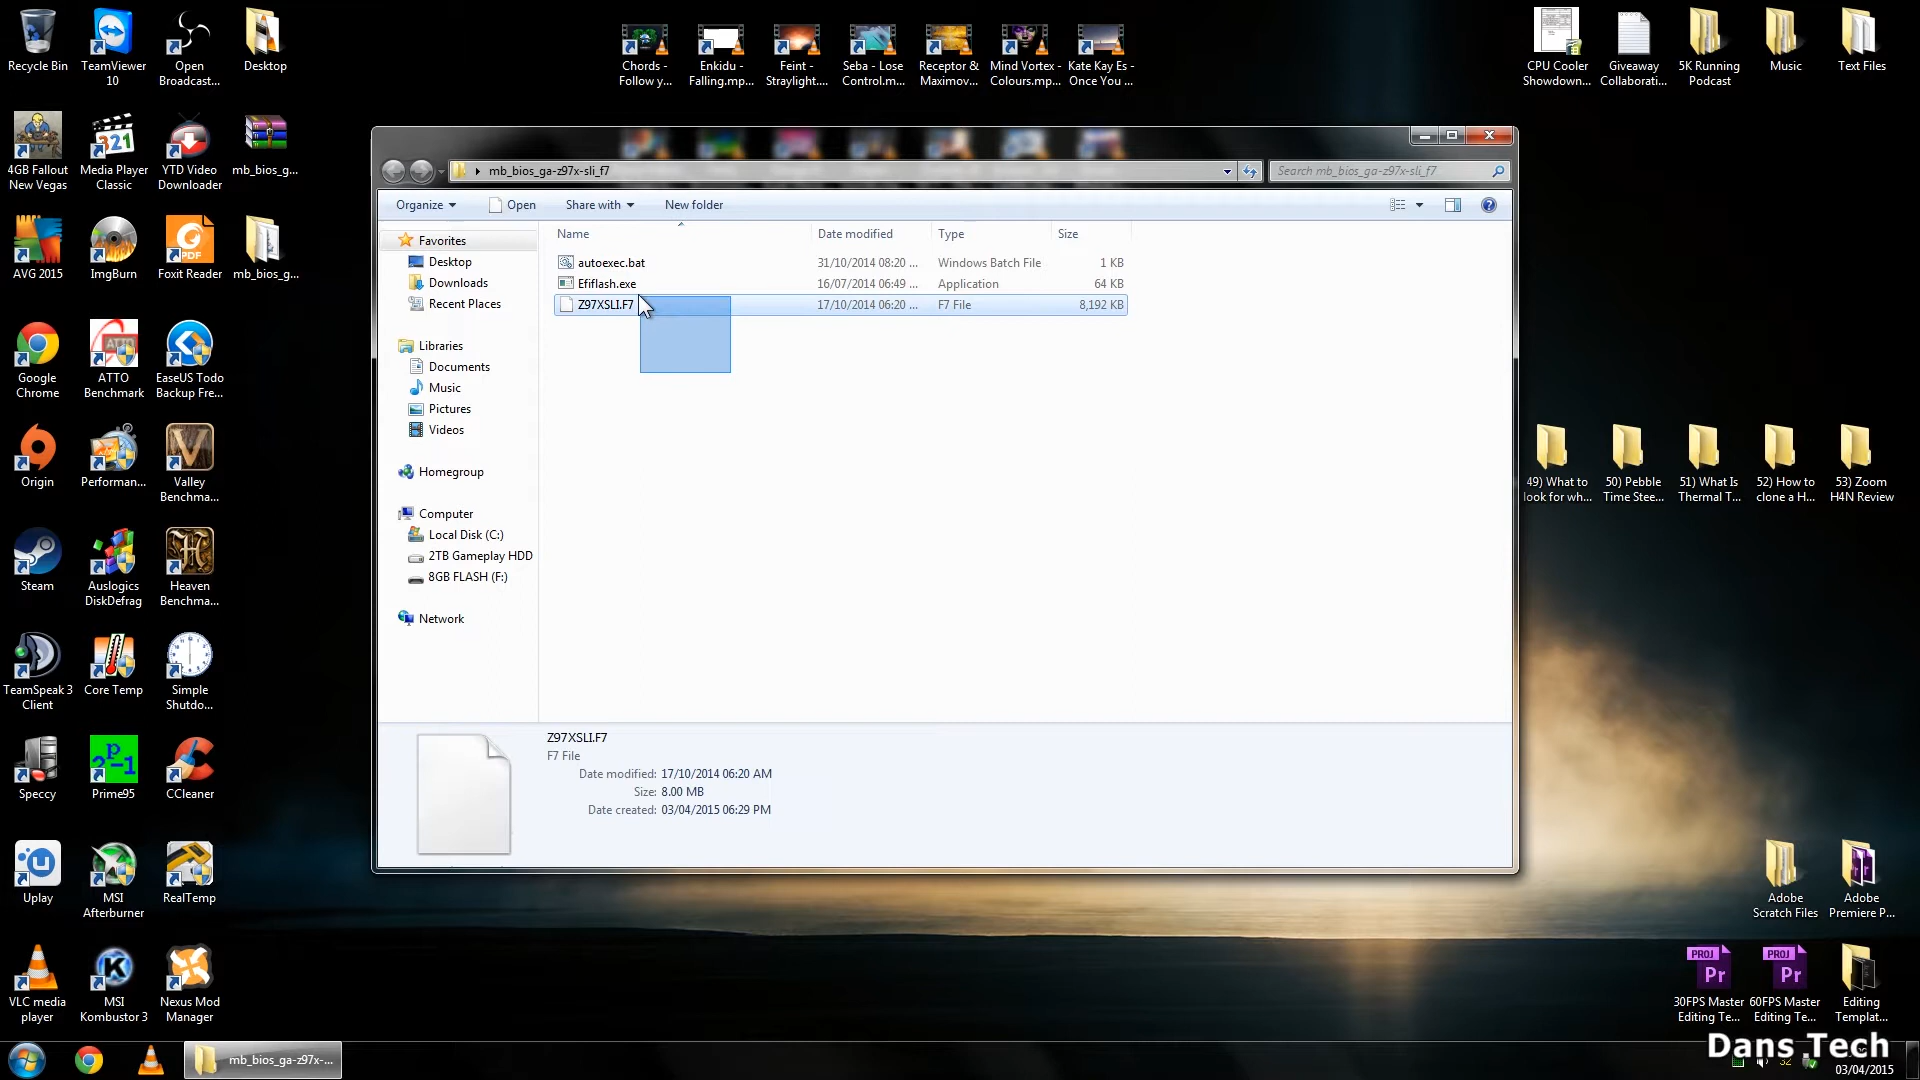 Recycle Bin
TeamViewer
10
Open
Broadcast...
Desktop
Chords -
Follow y...
Enkidu -
Falling.mp...
Feint -
Straylight....
Seba - Lose
Control.m...
Receptor &
Maximov...
Mind Vortex -
Colours.mp...
Kate Kay Es -
Once You ...
CPU Cooler
Showdown...
Giveaway
Collaborati...
5K Running
Podcast
Music
Text Files
4GB Fallout
New Vegas
Media Player
Classic
YTD Video
Downloader
mb_bios_g...
AVG 2015
ImgBurn
Foxit Reader
mb_bios_g...
Google
Chrome
ATTO
Benchmark
EaseUS Todo
Backup Fre...
Origin
Performan...
Valley
Benchma...
Steam
Auslogics
DiskDefrag
Heaven
Benchma...
TeamSpeak 3
Client
Core Temp
Simple
Shutdo...
Speccy
Prime95
CCleaner
Uplay
MSI
Afterburner
RealTemp
VLC media
player
MSI
Kombustor 3
Nexus Mod
Manager
mb_bios_ga-z97x-sli_f7
Search mb_bios_ga-z97x-sli_f7
Organize
Open
Share with
New folder
Name
Date modified
Type
Size
autoexec.bat
31/10/2014 08:20 ...
Windows Batch File
1 KB
Efiflash.exe
16/07/2014 06:49 ...
Application
64 KB
Z97XSLI.F7
17/10/2014 06:20 ...
F7 File
8,192 KB
Favorites
Desktop
Downloads
Recent Places
Libraries
Documents
Music
Pictures
Videos
Homegroup
Computer
Local Disk (C:)
2TB Gameplay HDD
8GB FLASH (F:)
Network
Z97XSLI.F7
F7 File
Date modified: 17/10/2014 06:20 AM
Size: 8.00 MB
Date created: 03/04/2015 06:29 PM
49) What to
look for wh...
50) Pebble
Time Stee...
51) What Is
Thermal T...
52) How to
clone a H...
53) Zoom
H4N Review
Adobe
Scratch Files
Adobe
Premiere P...
30FPS Master
Editing Te...
60FPS Master
Editing Te...
Editing
Templat...
mb_bios_ga-z97x-...
Dans Tech
32
03/04/2015